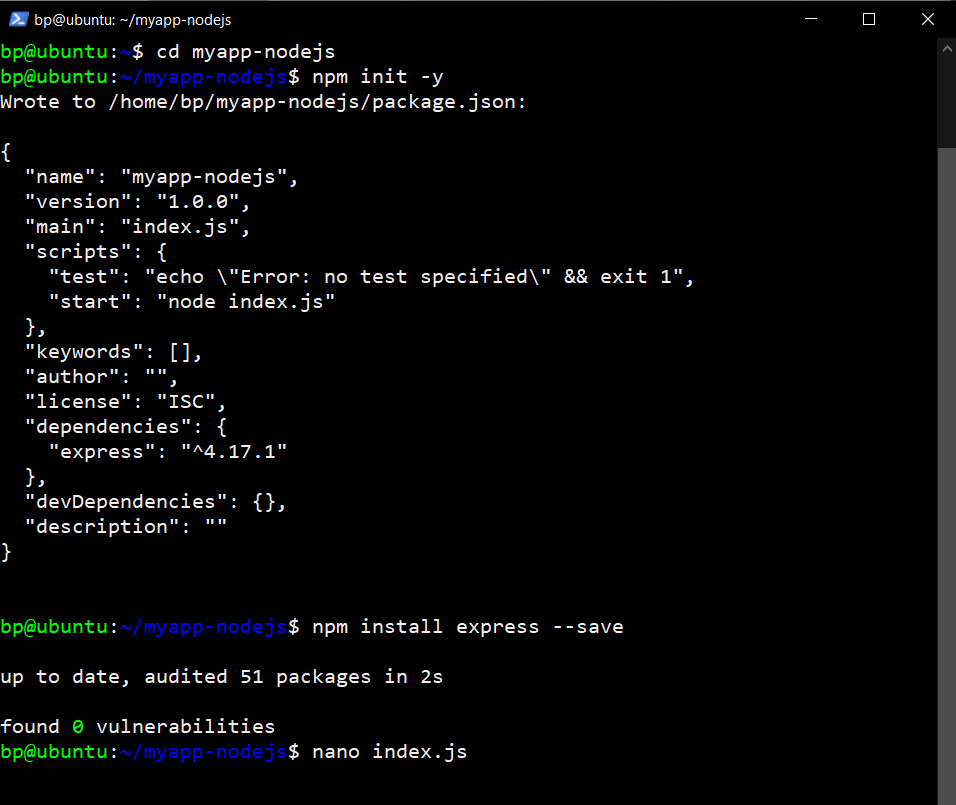 bp@ubuntu: ~/myapp-nodejs
bp@ubuntu:~$ cd myapp-nodejs
bp@ubuntu:~/myapp-nodejs$ npm init -y
Wrote to /home/bp/myapp-nodejs/package.json:
{
  "name": "myapp-nodejs",
  "version": "1.0.0",
  "main": "index.js",
  "scripts": {
    "test": "echo \"Error: no test specified\" && exit 1",
    "start": "node index.js"
  },
  "keywords": [],
  "author": "",
  "license": "ISC",
  "dependencies": {
    "express": "^4.17.1"
  },
  "devDependencies": {},
  "description": ""
}
bp@ubuntu:~/myapp-nodejs$ npm install express --save
up to date, audited 51 packages in 2s
found 0 vulnerabilities
bp@ubuntu:~/myapp-nodejs$ nano index.js